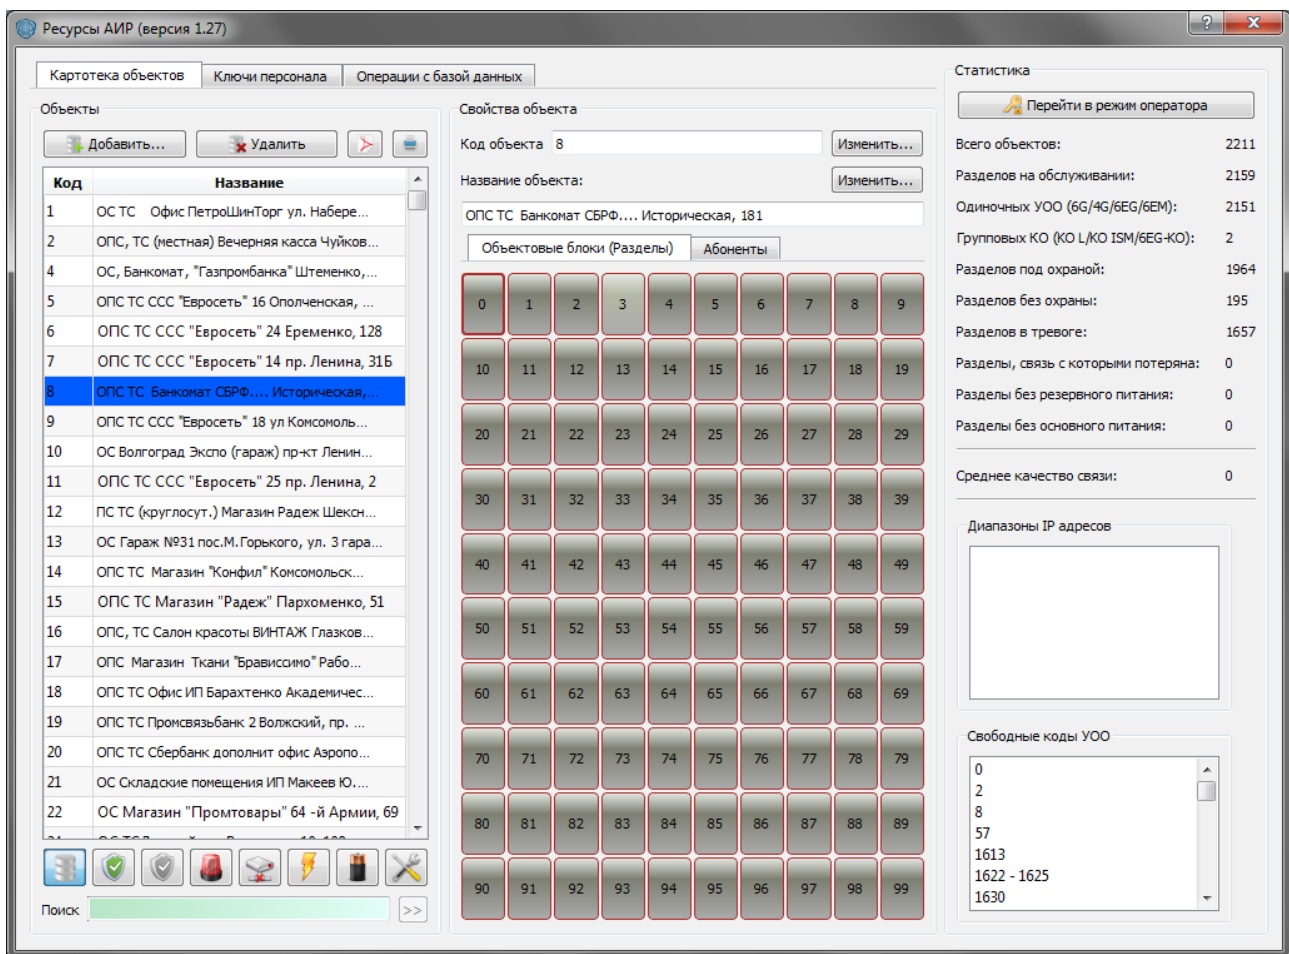 Ресурсы АИР (версия 1.27)
Картотека объектов
Ключи персонала
Операции с базой данных
Объекты
Добавить...
Удалить
Код Название
1 ОС ТС Офис ПетроШинТорг ул. Набере...
2 ОПС, ТС (местная) Вечерняя касса Чуйков...
4 ОС, Банкомат, "Газпромбанка" Штеменко,...
5 ОПС ТС ССС "Евросеть" 16 Ополченская, ...
6 ОПС ТС ССС "Евросеть" 24 Еременко, 128
7 ОПС ТС ССС "Евросеть" 14 пр. Ленина, 31Б
8 ОПС ТС Банкомат СБРФ.... Историческая,...
9 ОПС ТС ССС "Евросеть" 18 ул Комсомоль...
10 ОС Волгоград Экспо (гараж) пр-кт Ленин...
11 ОПС ТС ССС "Евросеть" 25 пр. Ленина, 2
12 ПС ТС (круглосут.) Магазин Радеж Шексн...
13 ОС Гараж №31 пос.М.Горького, ул. 3 гара...
14 ОПС ТС Магазин "Конфил" Комсомольск...
15 ОПС ТС Магазин "Радеж" Пархоменко, 51
16 ОПС, ТС Салон красоты ВИНТАЖ Глазков...
17 ОПС Магазин Ткани "Брависсимо" Рабо...
18 ОПС ТС Офис ИП Барахтенко Академичес...
19 ОПС ТС Промсвязьбанк 2 Волжский, пр. ...
20 ОПС ТС Сбербанк дополнит офис Аэропо...
21 ОС Складские помещения ИП Макеев Ю....
22 ОС Магазин "Промтовары" 64 -й Армии, 69
Поиск
>>
Свойства объекта
Код объекта 8 Изменить...
Название объекта: Изменить...
ОПС ТС Банкомат СБРФ.... Историческая, 181
Объектовые блоки (Разделы)
Абоненты
0 1 2 3 4 5 6 7 8 9
10 11 12 13 14 15 16 17 18 19
20 21 22 23 24 25 26 27 28 29
30 31 32 33 34 35 36 37 38 39
40 41 42 43 44 45 46 47 48 49
50 51 52 53 54 55 56 57 58 59
60 61 62 63 64 65 66 67 68 69
70 71 72 73 74 75 76 77 78 79
80 81 82 83 84 85 86 87 88 89
90 91 92 93 94 95 96 97 98 99
Статистика
Перейти в режим оператора
Всего объектов: 2211
Разделов на обслуживании: 2159
Одиночных УОО (6G/4G/6EG/6EM): 2151
Групповых КО (KO L/KO ISM/6EG-KO): 2
Разделов под охраной: 1964
Разделов без охраны: 195
Разделов в тревоге: 1657
Разделы, связь с которыми потеряна: 0
Разделы без резервного питания: 0
Разделы без основного питания: 0
Среднее качество связи: 0
Диапазоны IP адресов
Свободные коды УОО
0
2
8
57
1613
1622 - 1625
1630